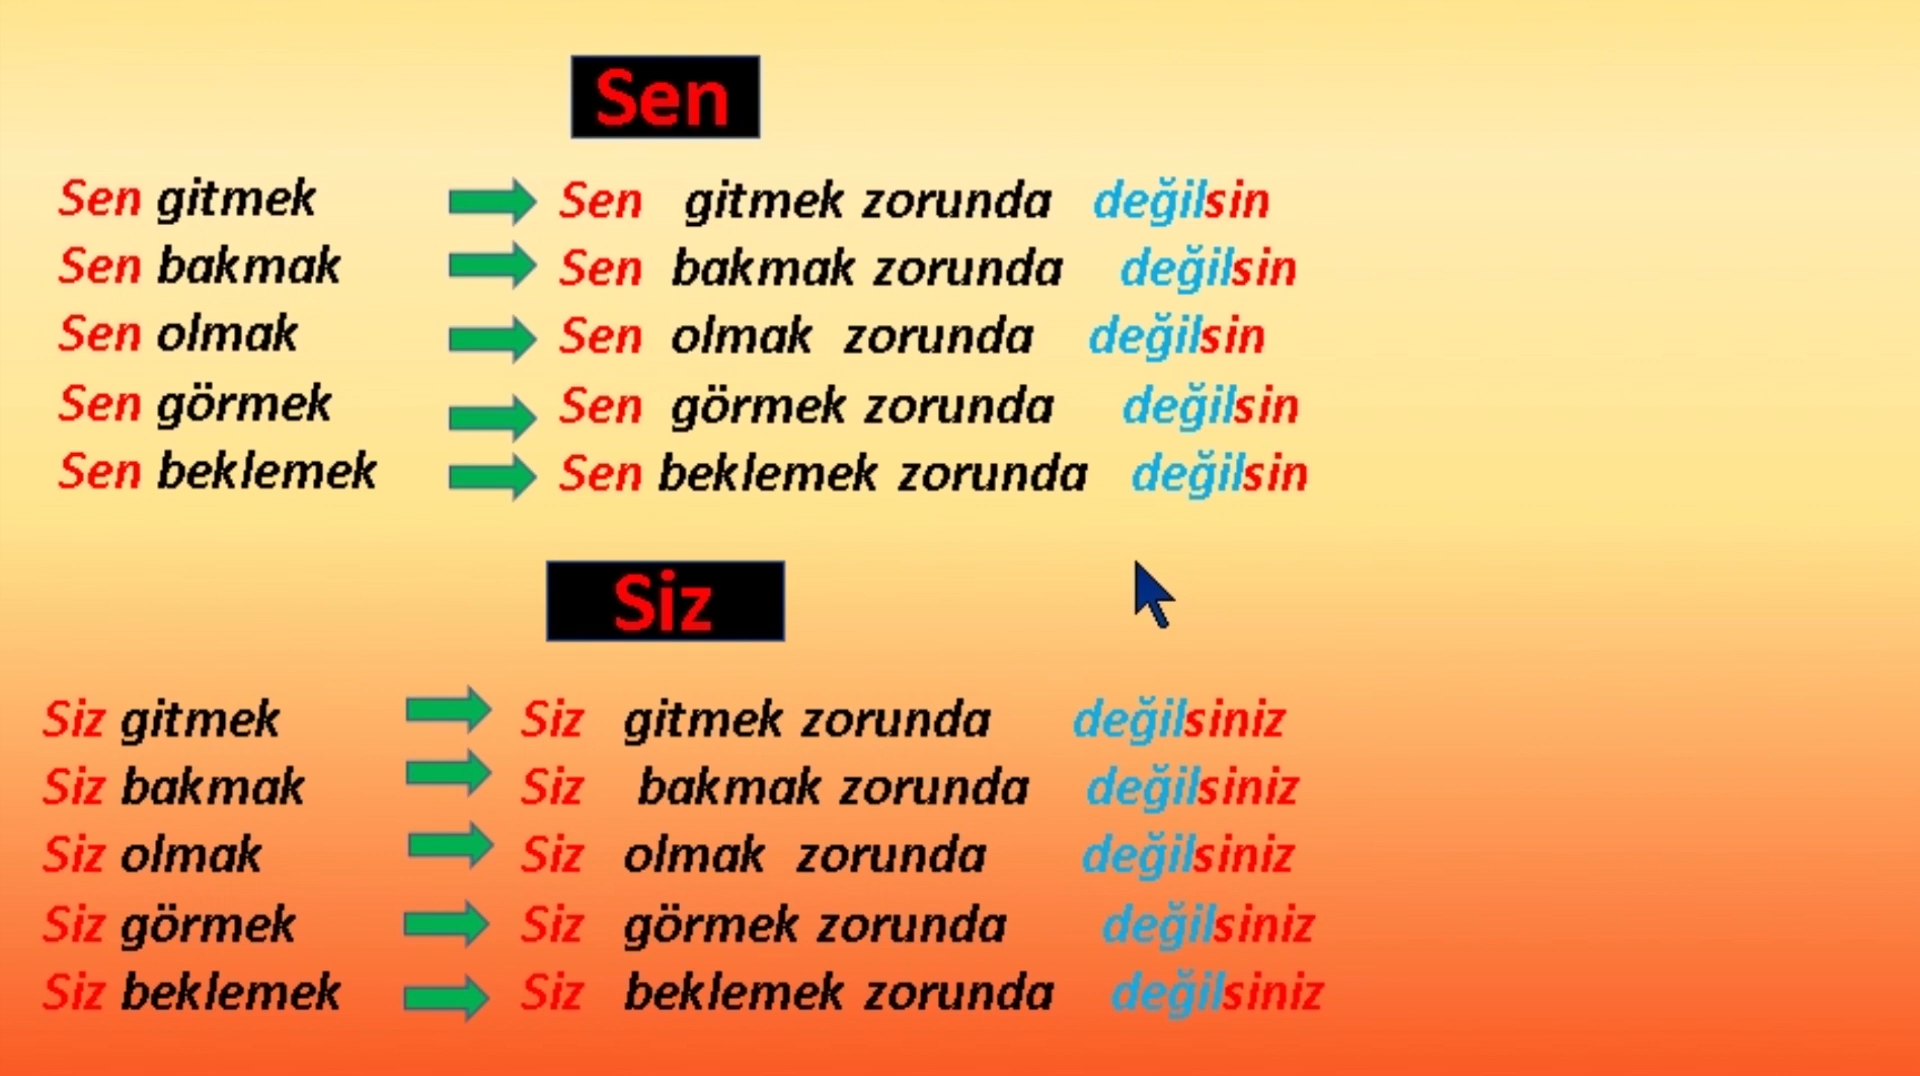 Sen
Sen gitmek Sen gitmek zorunda değilsin
Sen bakmak Sen bakmak zorunda değilsin
Sen olmak Sen olmak zorunda değilsin
Sen görmek Sen görmek zorunda değilsin
Sen beklemek Sen beklemek zorunda değilsin
Siz
Siz gitmek Siz gitmek zorunda değilsiniz
Siz bakmak Siz bakmak zorunda değilsiniz
Siz olmak Siz olmak zorunda değilsiniz
Siz görmek Siz görmek zorunda değilsiniz
Siz beklemek Siz beklemek zorunda değilsiniz